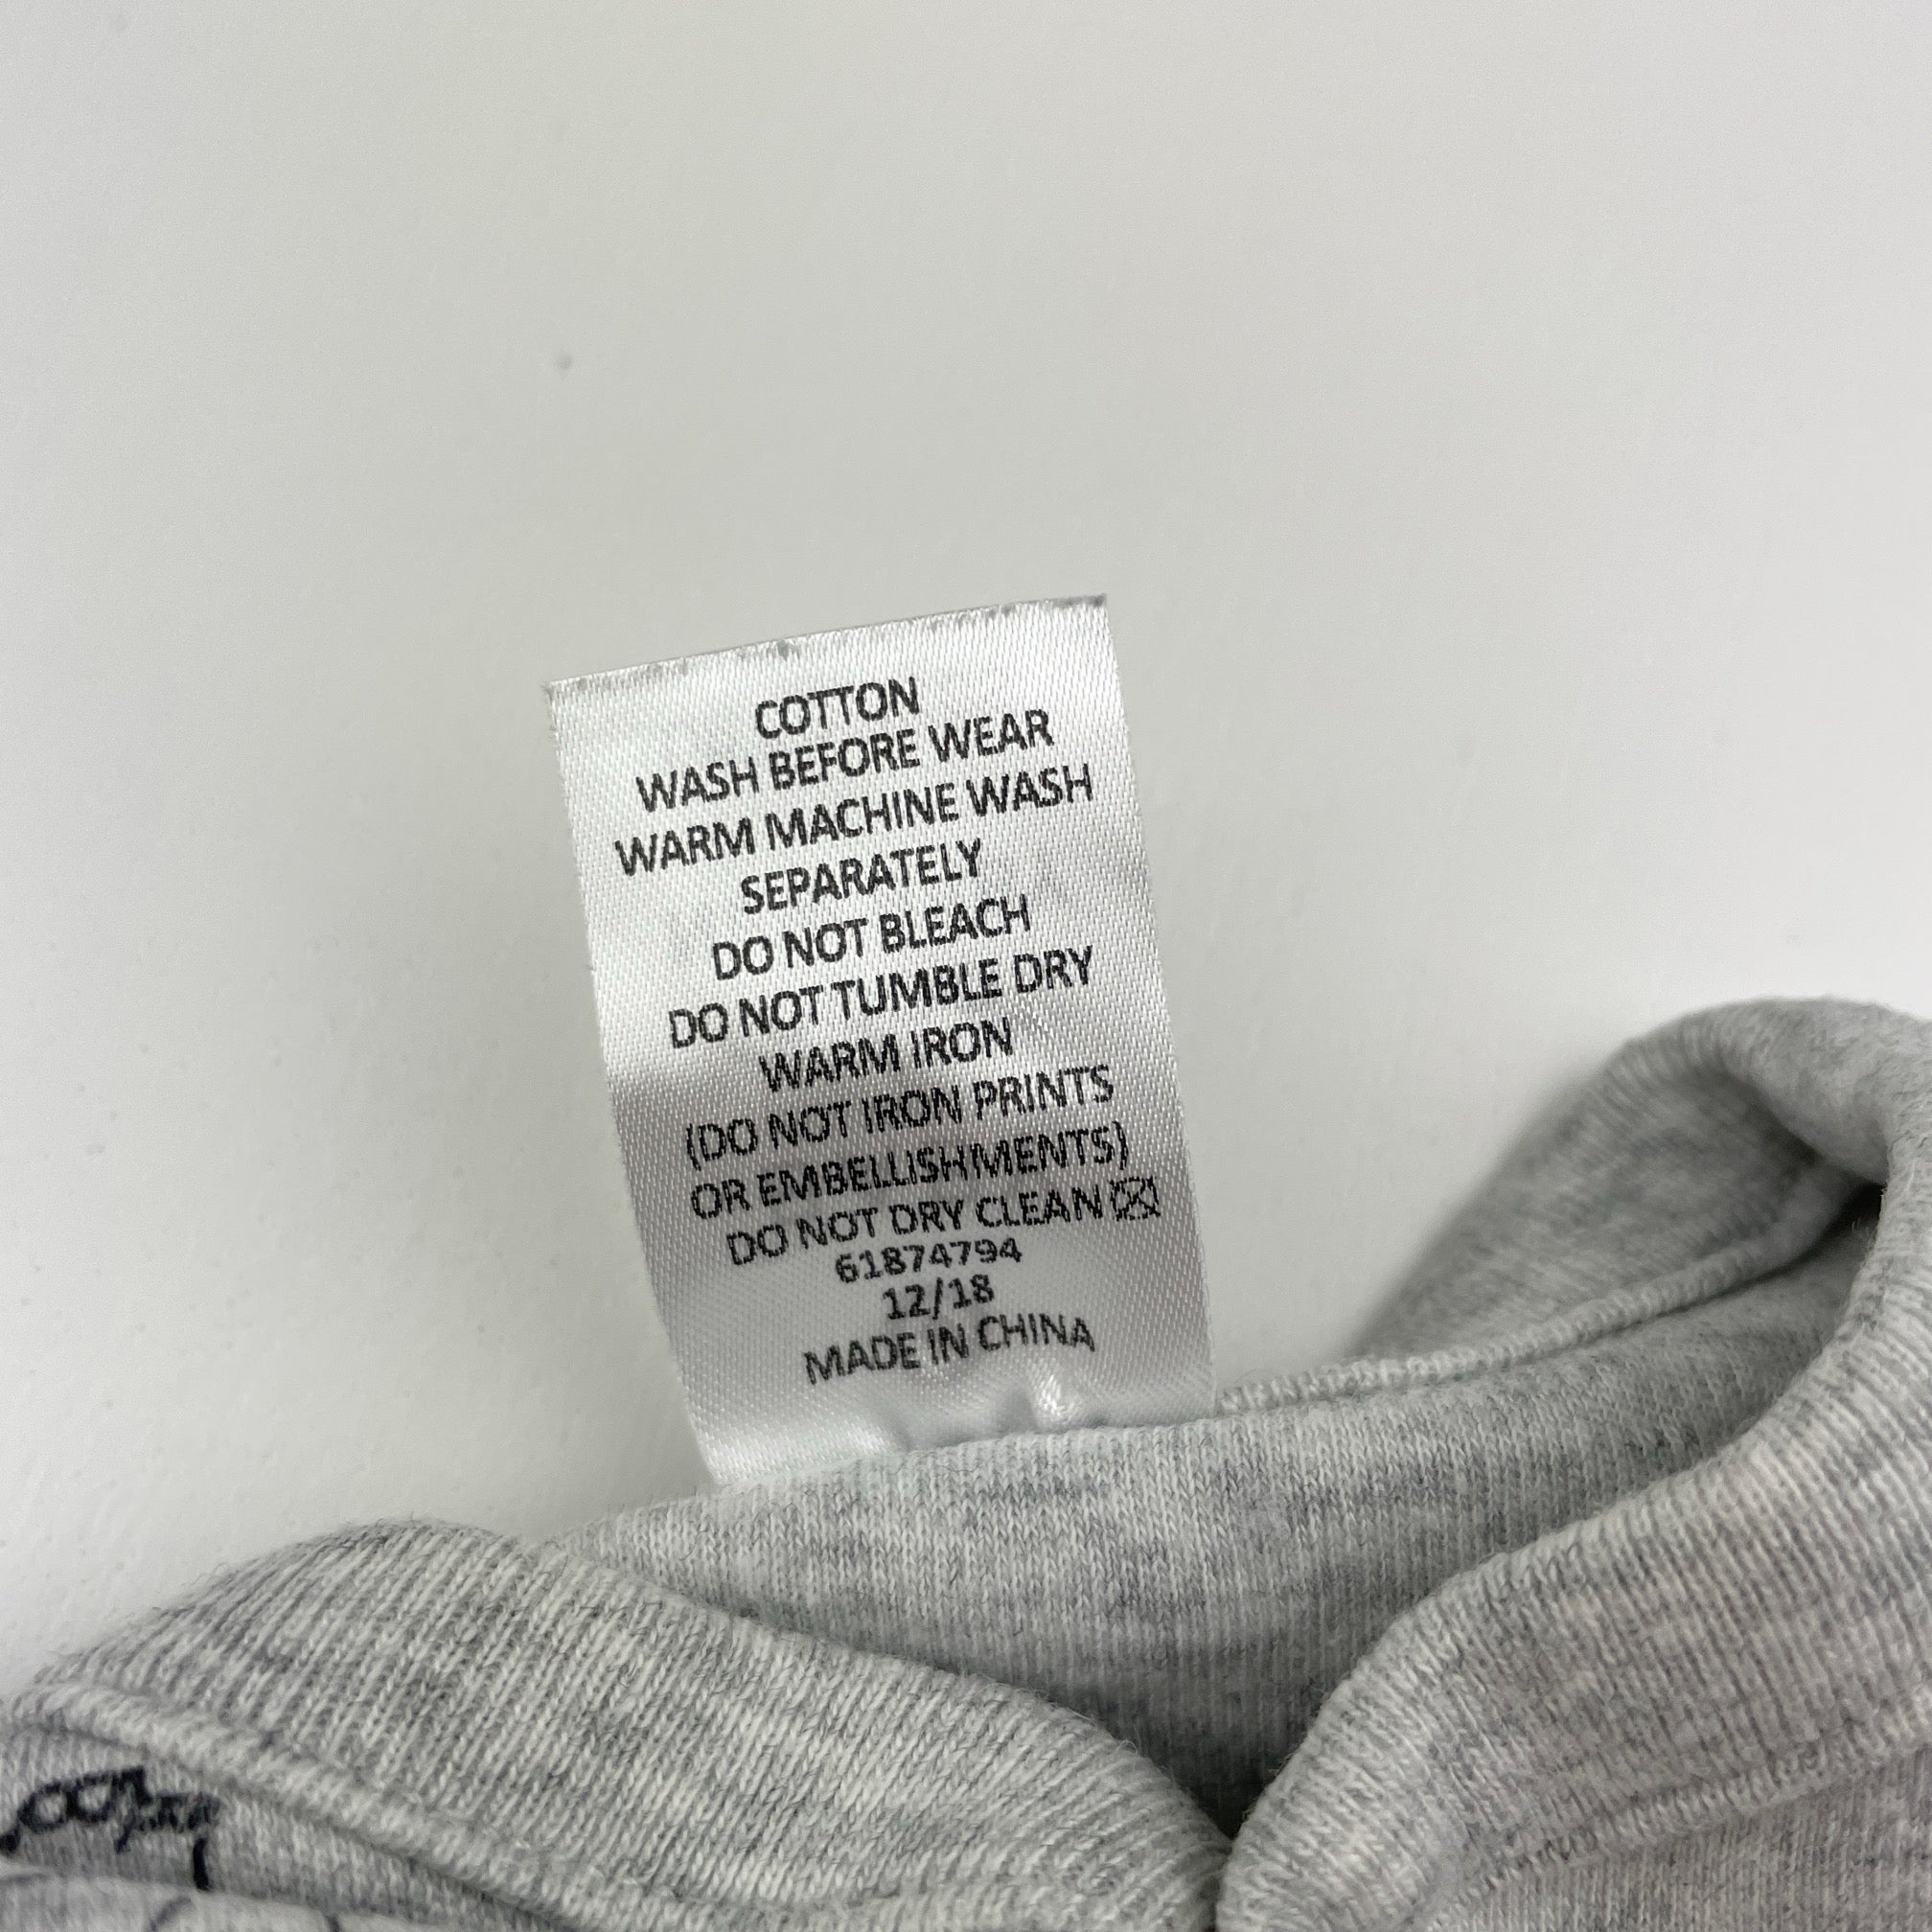 COTTON
WASH BEFORE WEAR
WARM MACHINE WASH
SEPARATELY
DO NOT BLEACH
DO NOT TUMBLE DRY
WARM IRON
(DO NOT IRON PRINTS
OR EMBELLISHMENTS)
DO NOT DRY CLEAN
61874794
12/18
MADE IN CHINA